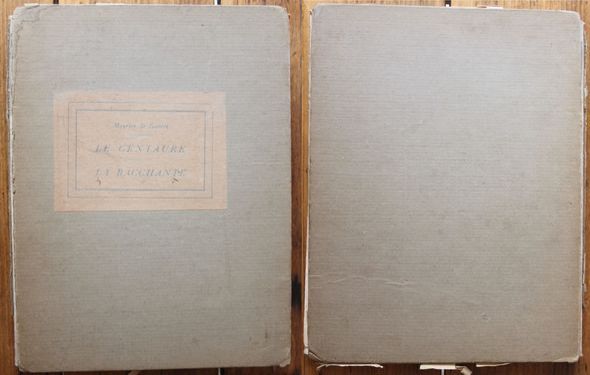 Maurice de Guérin
LE CENTAURE
LA BACCHANTE